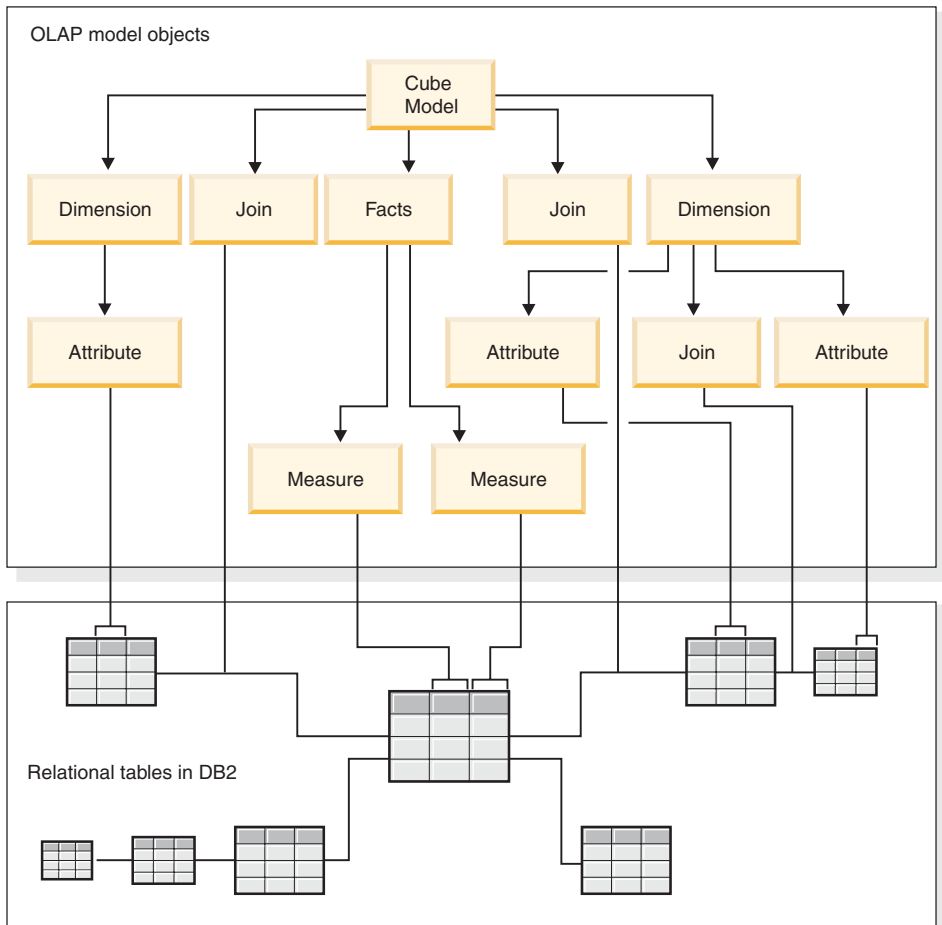 OLAP model objects
Cube
Model
Dimension
Join
Facts
Join
Dimension
Attribute
Attribute
Join
Attribute
Measure
Measure
Relational tables in DB2